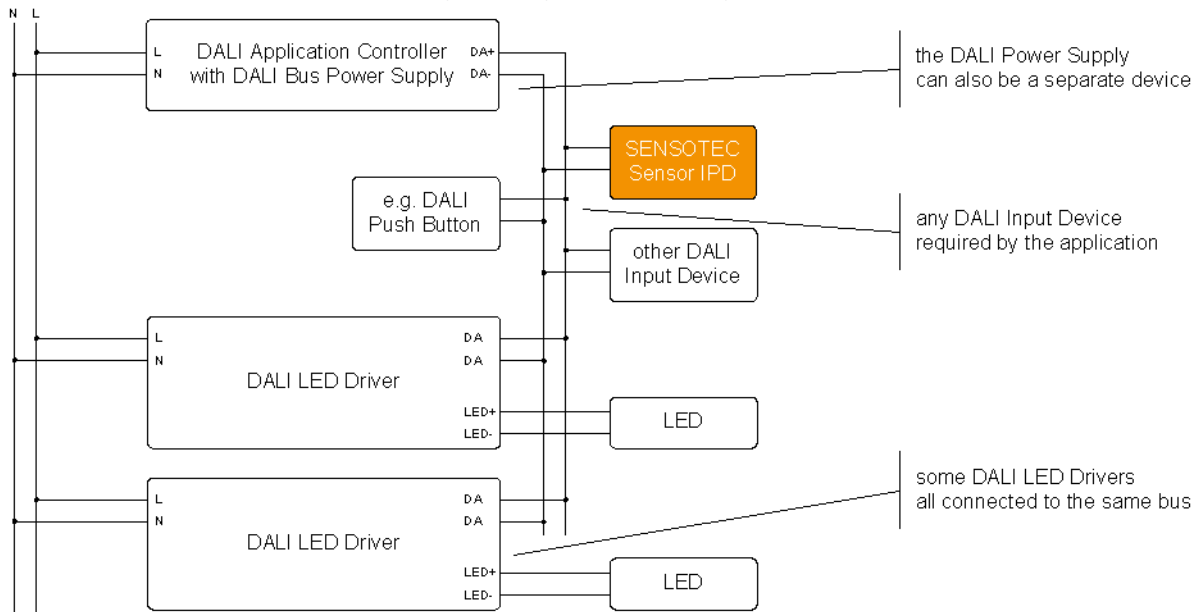 N L
L
DALI Application Controller
with DALI Bus Power Supply
N
DA+
DA-
the DALI Power Supply
can also be a separate device
SENSOTEC
Sensor IPD
e.g. DALI
Push Button
any DALI Input Device
required by the application
other DALI
Input Device
L
N
DALI LED Driver
DA
DA
LED+
LED-
LED
some DALI LED Drivers
all connected to the same bus
L
N
DALI LED Driver
DA
DA
LED+
LED-
LED